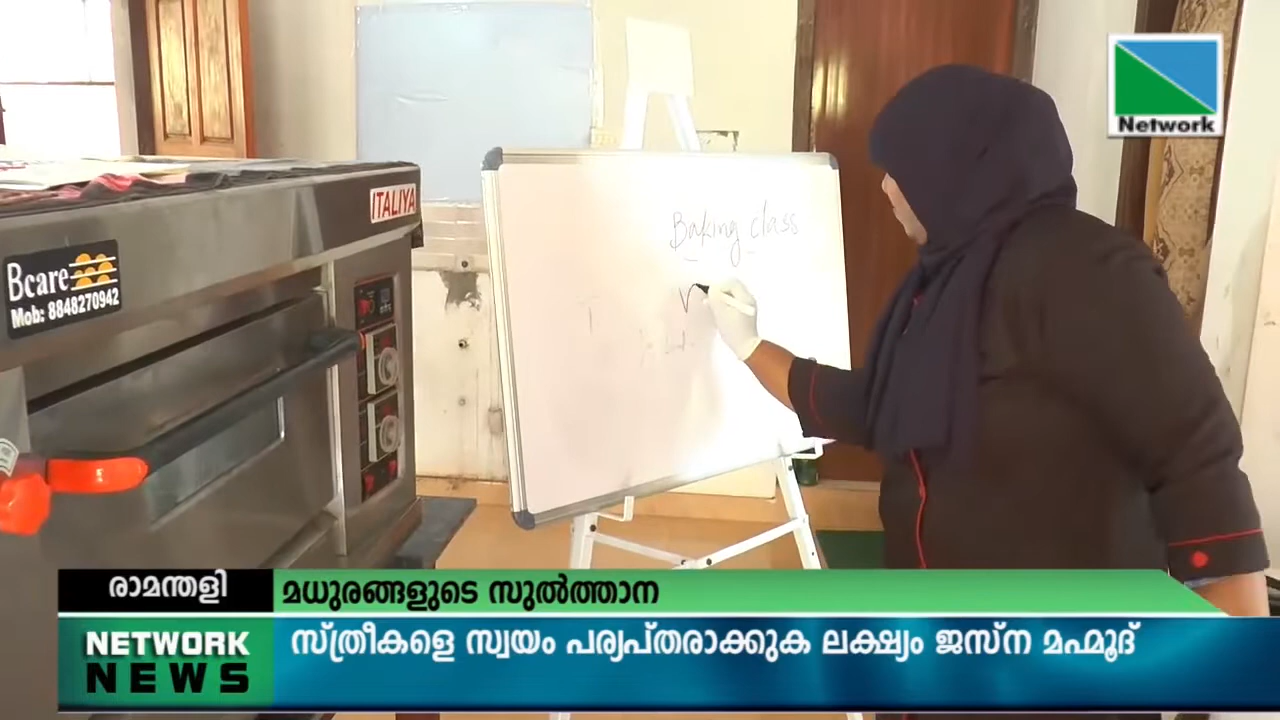 Network
ITALIYA
Bcare
Mob: 8848270942
Baking class
രാമന്തളി
മധുരങ്ങളുടെ സുൽത്താന
NETWORK
NEWS
സ്ത്രീകളെ സ്വയം പര്യപ്തരാക്കുക ലക്ഷ്യം ജസ്ന മഹ്മൂദ്